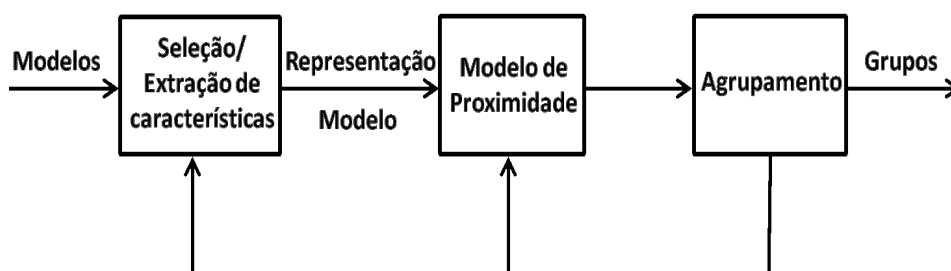 Modelos
Seleção/
Extração de
características
Representação
Modelo
Modelo de
Proximidade
Agrupamento
Grupos